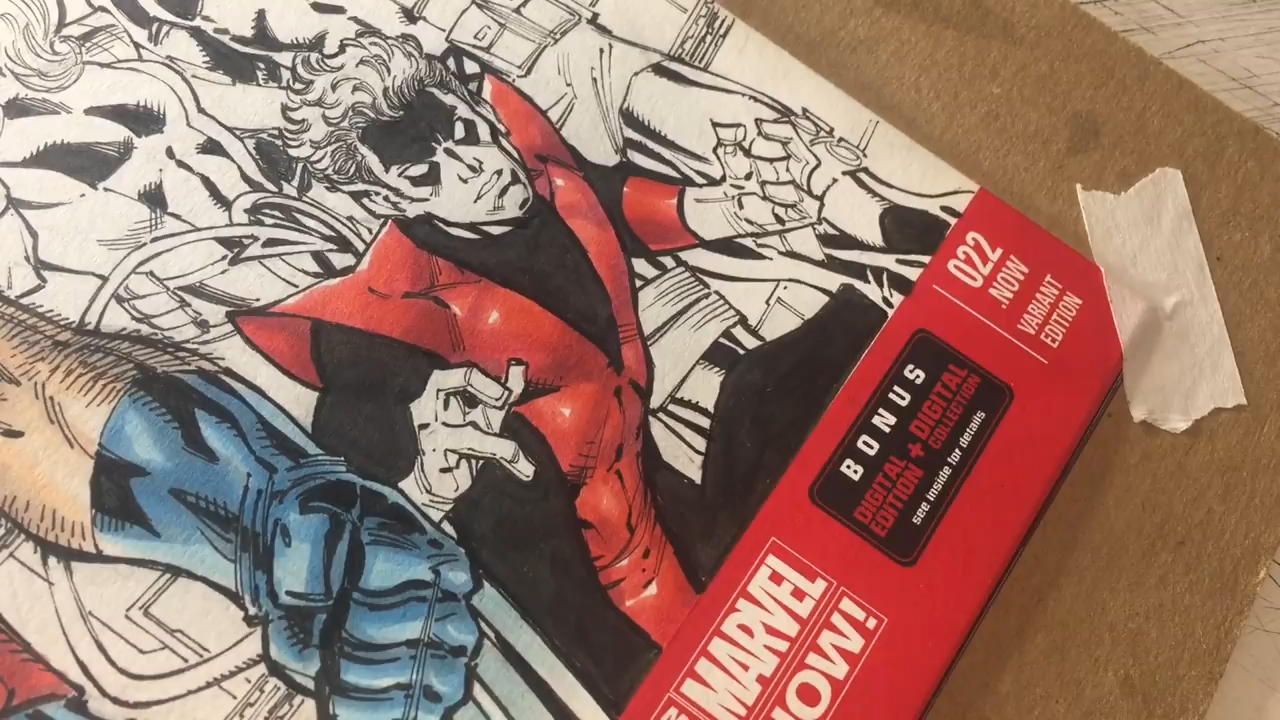 022
.NOW
VARIANT
EDITION
BONUS
DIGITAL
EDITION + DIGITAL
COLLECTION
see inside for details
MARVEL
NOW!